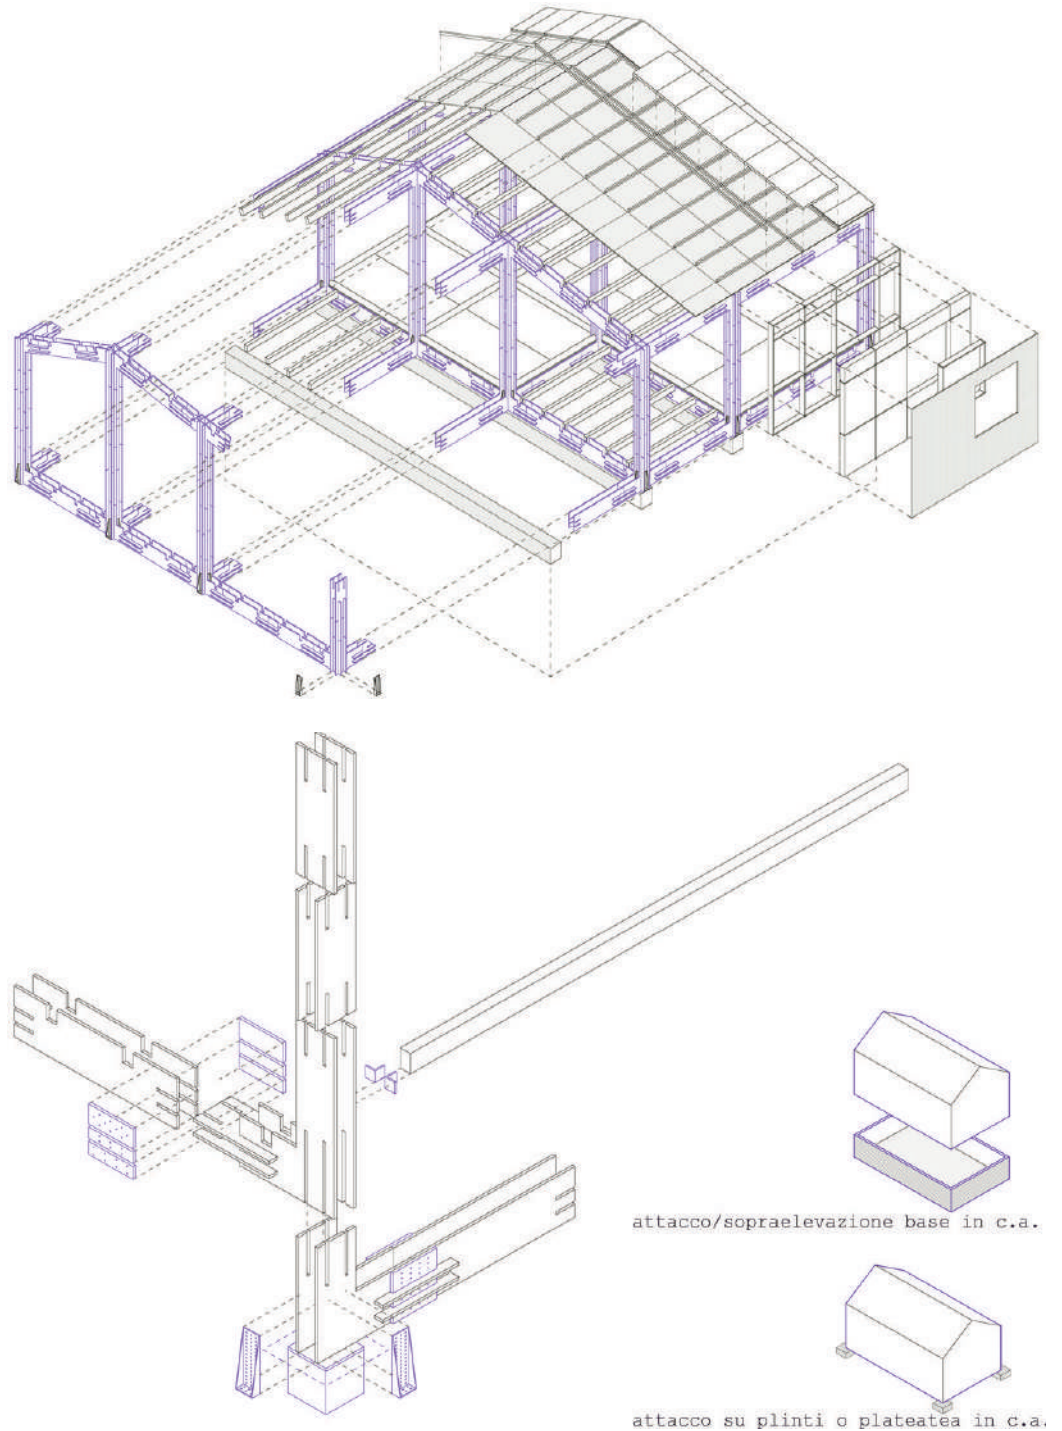 attacco/sopraelevazione base in c.a.
attacco su plinti o plateatea in c.a.